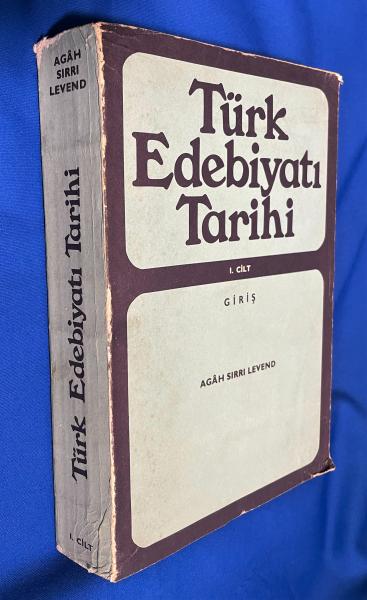 AGÂH
SIRRI
LEVEND
Türk Edebiyatı Tarihi
I. CİLT
Türk
Edebiyatı
Tarihi
I. CİLT
GİRİŞ
AGÂH SIRRI LEVEND